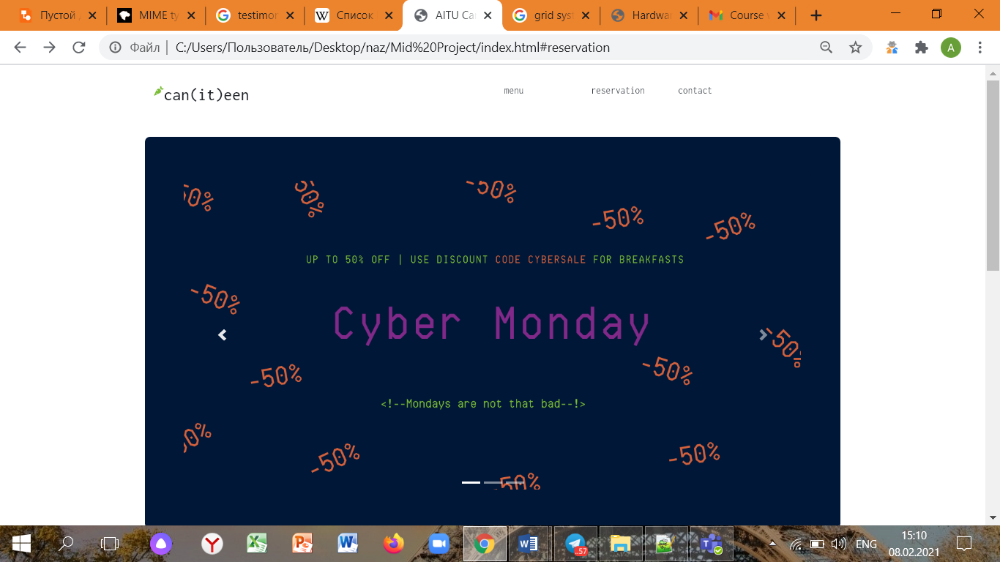 Пустой
MIME ty
testimon
Список
AITU Ca
grid syst
Hardwa
Course
Файл | C:/Users/Пользователь/Desktop/naz/Mid%20Project/index.html#reservation
A
can(it)een
menu
reservation
contact
50%
50%
-50%
-50%
-50%
UP TO 50% OFF | USE DISCOUNT CODE CYBERSALE FOR BREAKFASTS
-50%
Cyber Monday
-50%
-50%
-50%
<!--Mondays are not that bad--!>
50%
-50%
-50%
-50%
57
ENG
15:10
08.02.2021